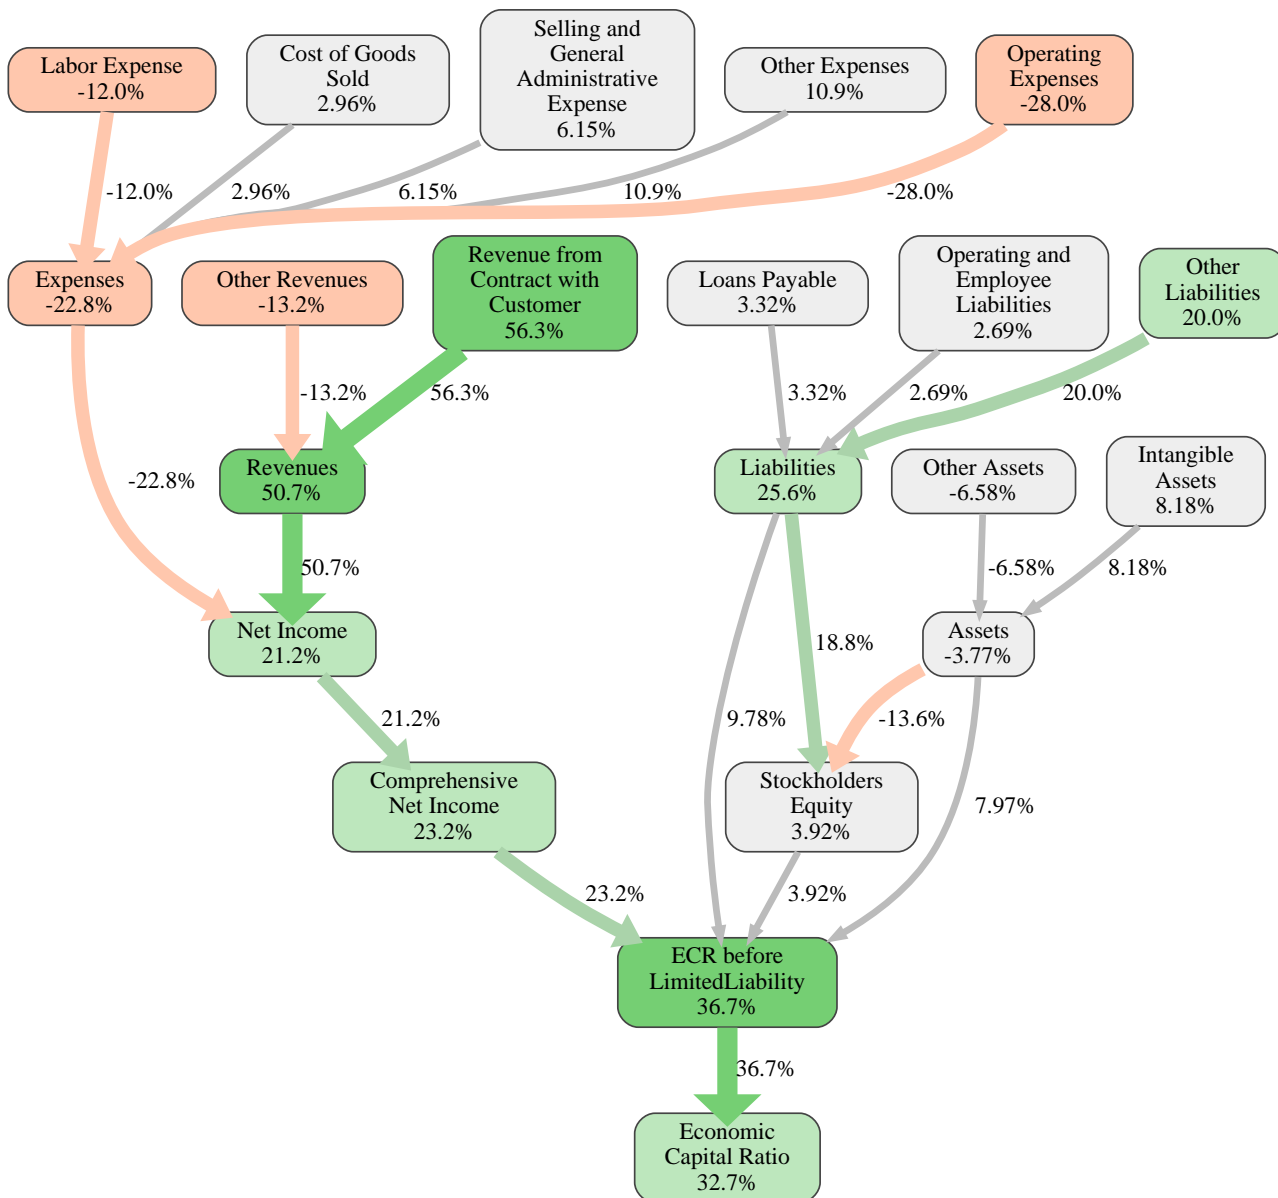 Labor Expense
-12.0%
Cost of Goods
Sold
2.96%
Selling and
General
Administrative
Expense
6.15%
Other Expenses
10.9%
Operating
Expenses
-28.0%
-12.0%
2.96%
6.15%
10.9%
-28.0%
Expenses
-22.8%
Other Revenues
-13.2%
Revenue from
Contract with
Customer
56.3%
Loans Payable
3.32%
Operating and
Employee
Liabilities
2.69%
Other
Liabilities
20.0%
-13.2%
56.3%
3.32%
2.69%
20.0%
-22.8%
Revenues
50.7%
Liabilities
25.6%
Other Assets
-6.58%
Intangible
Assets
8.18%
50.7%
-6.58%
8.18%
Net Income
21.2%
18.8%
Assets
-3.77%
21.2%
9.78%
-13.6%
Comprehensive
Net Income
23.2%
Stockholders
Equity
3.92%
7.97%
23.2%
3.92%
ECR before
LimitedLiability
36.7%
36.7%
Economic
Capital Ratio
32.7%